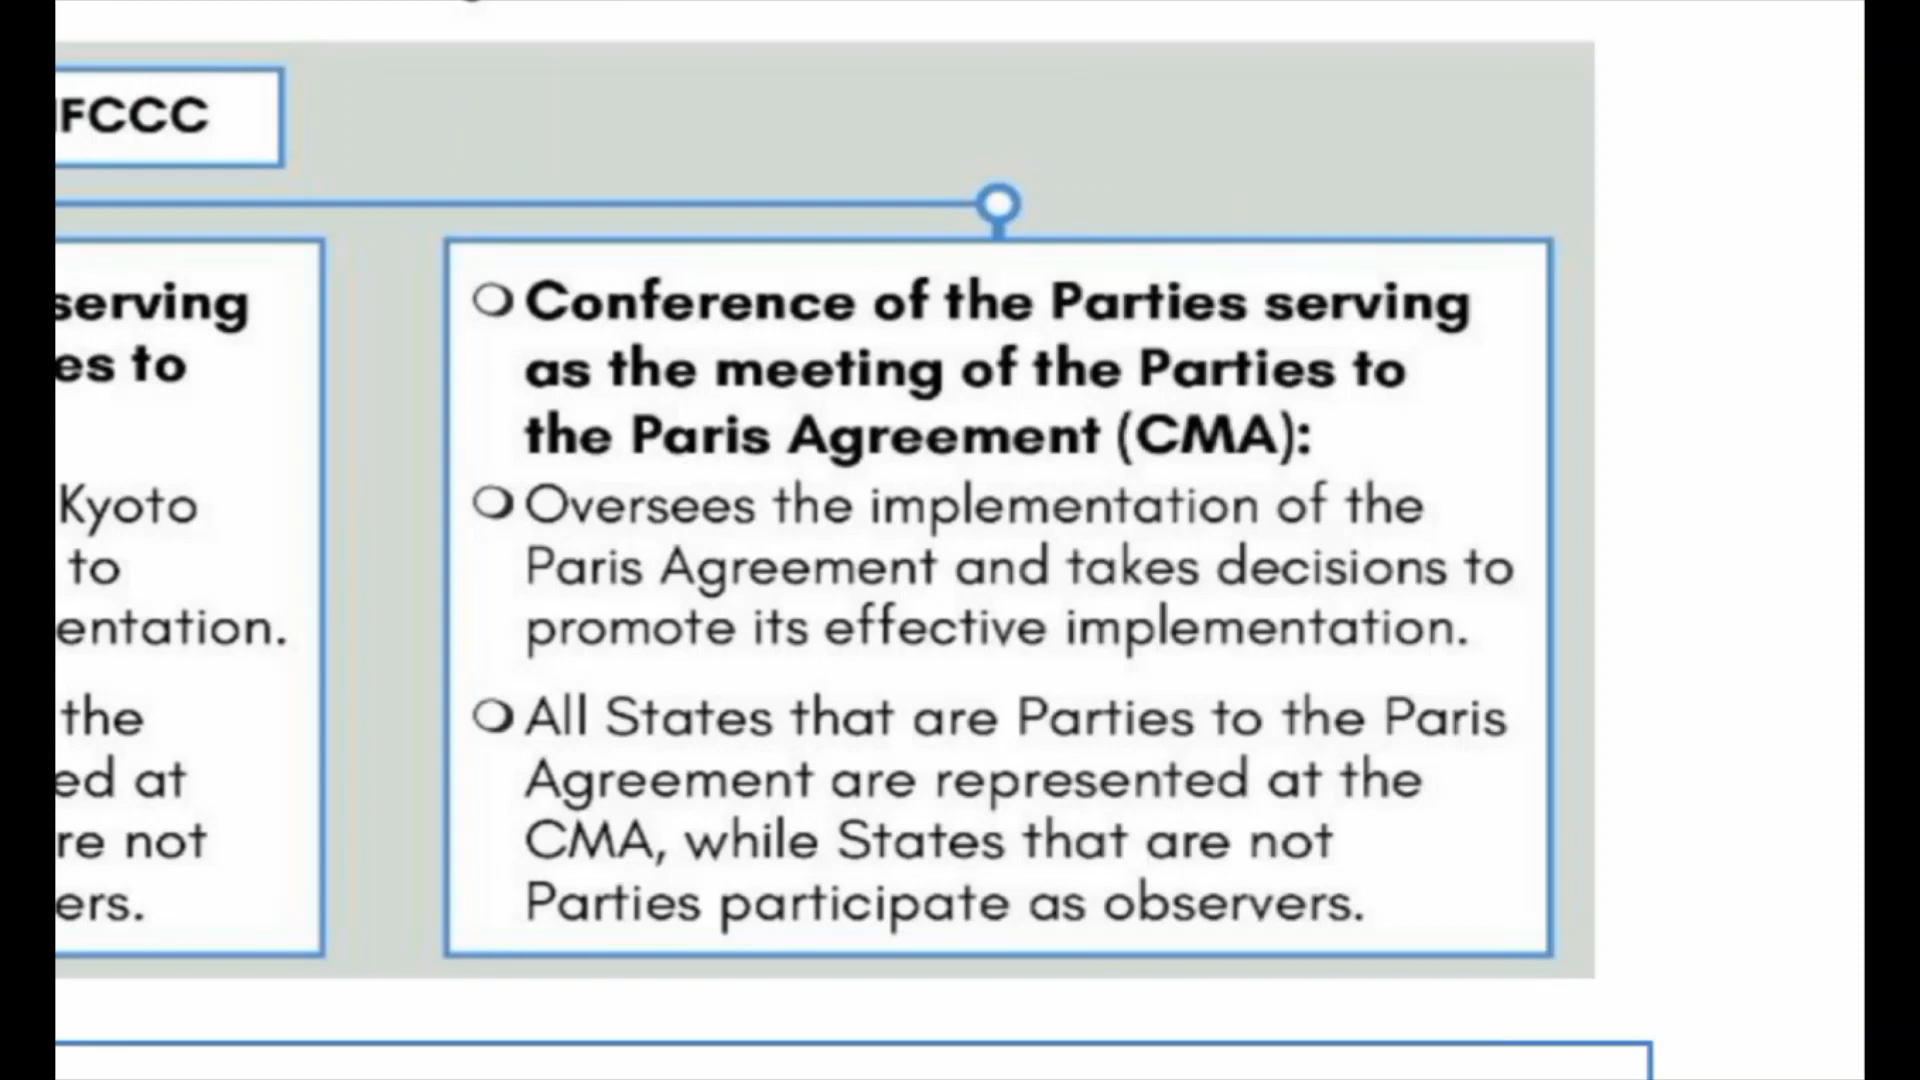 FCCC
serving
es to
Kyoto
to
entation.
the
ed at
re not
ers.
Conference of the Parties serving
as the meeting of the Parties to
the Paris Agreement (CMA):
Oversees the implementation of the
Paris Agreement and takes decisions to
promote its effective implementation.
All States that are Parties to the Paris
Agreement are represented at the
CMA, while States that are not
Parties participate as observers.